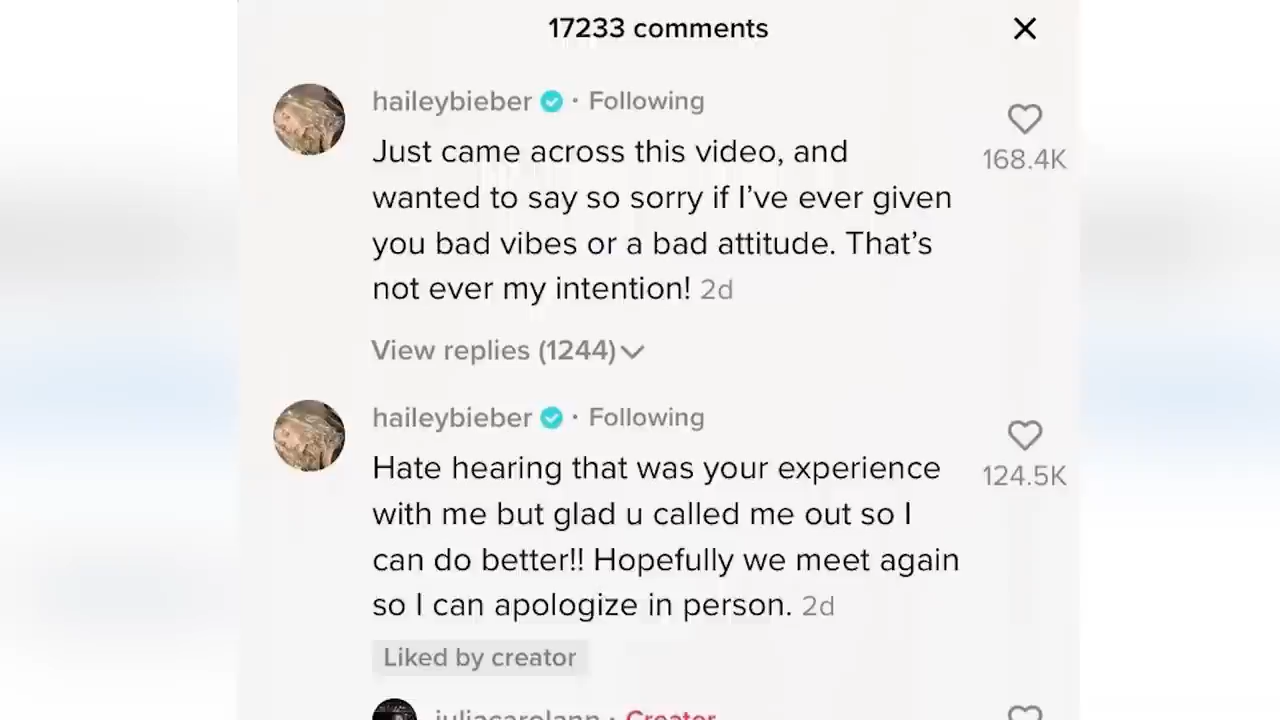 17233 comments
haileybieber · Following
Just came across this video, and
168.4K
wanted to say so sorry if I’ve ever given
you bad vibes or a bad attitude. That’s
not ever my intention! 2d
View replies (1244)
haileybieber · Following
Hate hearing that was your experience
124.5K
with me but glad u called me out so I
can do better!! Hopefully we meet again
so I can apologize in person. 2d
Liked by creator
juliacarolann · Creator